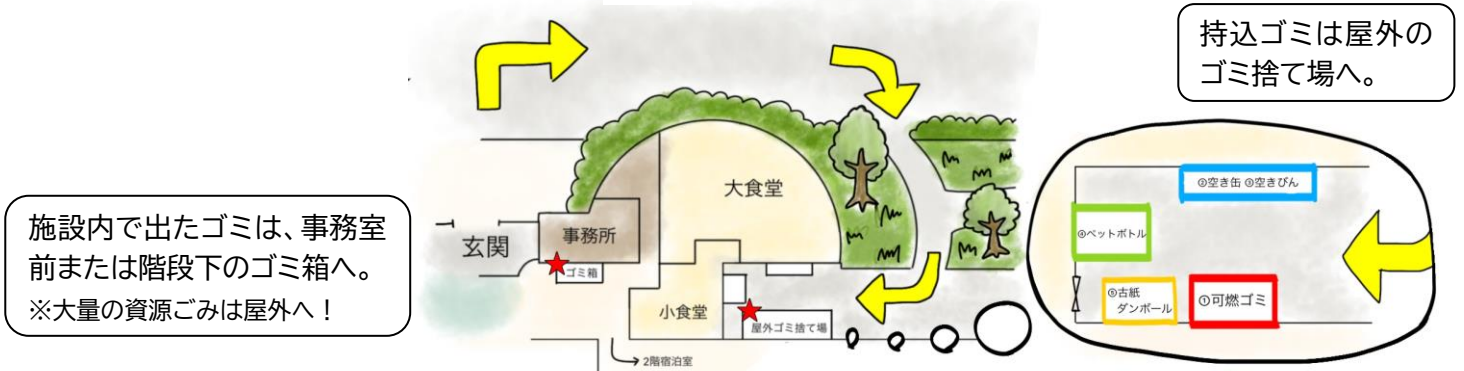 持込ゴミは屋外の
ゴミ捨て場へ。
施設内で出たゴミは、事務室
前または階段下のゴミ箱へ。
※大量の資源ごみは屋外へ！
玄関
事務所
ゴミ箱
大食堂
小食堂
屋外ゴミ捨て場
2階宿泊室
②空き缶 ③空きびん
④ペットボトル
⑤古紙
ダンボール
①可燃ゴミ